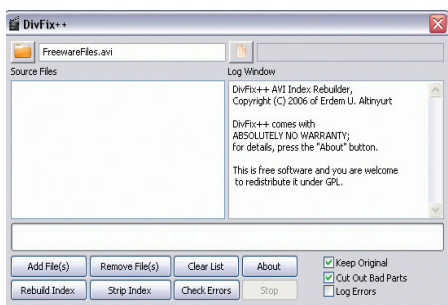 DivFix++
FreewareFiles.avi
Source Files
Log Window
DivFix++ AVI Index Rebuilder,
Copyright (C) 2006 of Erdem U. Altinyurt
DivFix++ comes with
ABSOLUTELY NO WARRANTY;
for details, press the "About" button.
This is free software and you are welcome
to redistribute it under GPL.
Add File(s)
Remove File(s)
Clear List
About
Keep Original
Cut Out Bad Parts
Rebuild Index
Strip Index
Check Errors
Stop
Log Errors